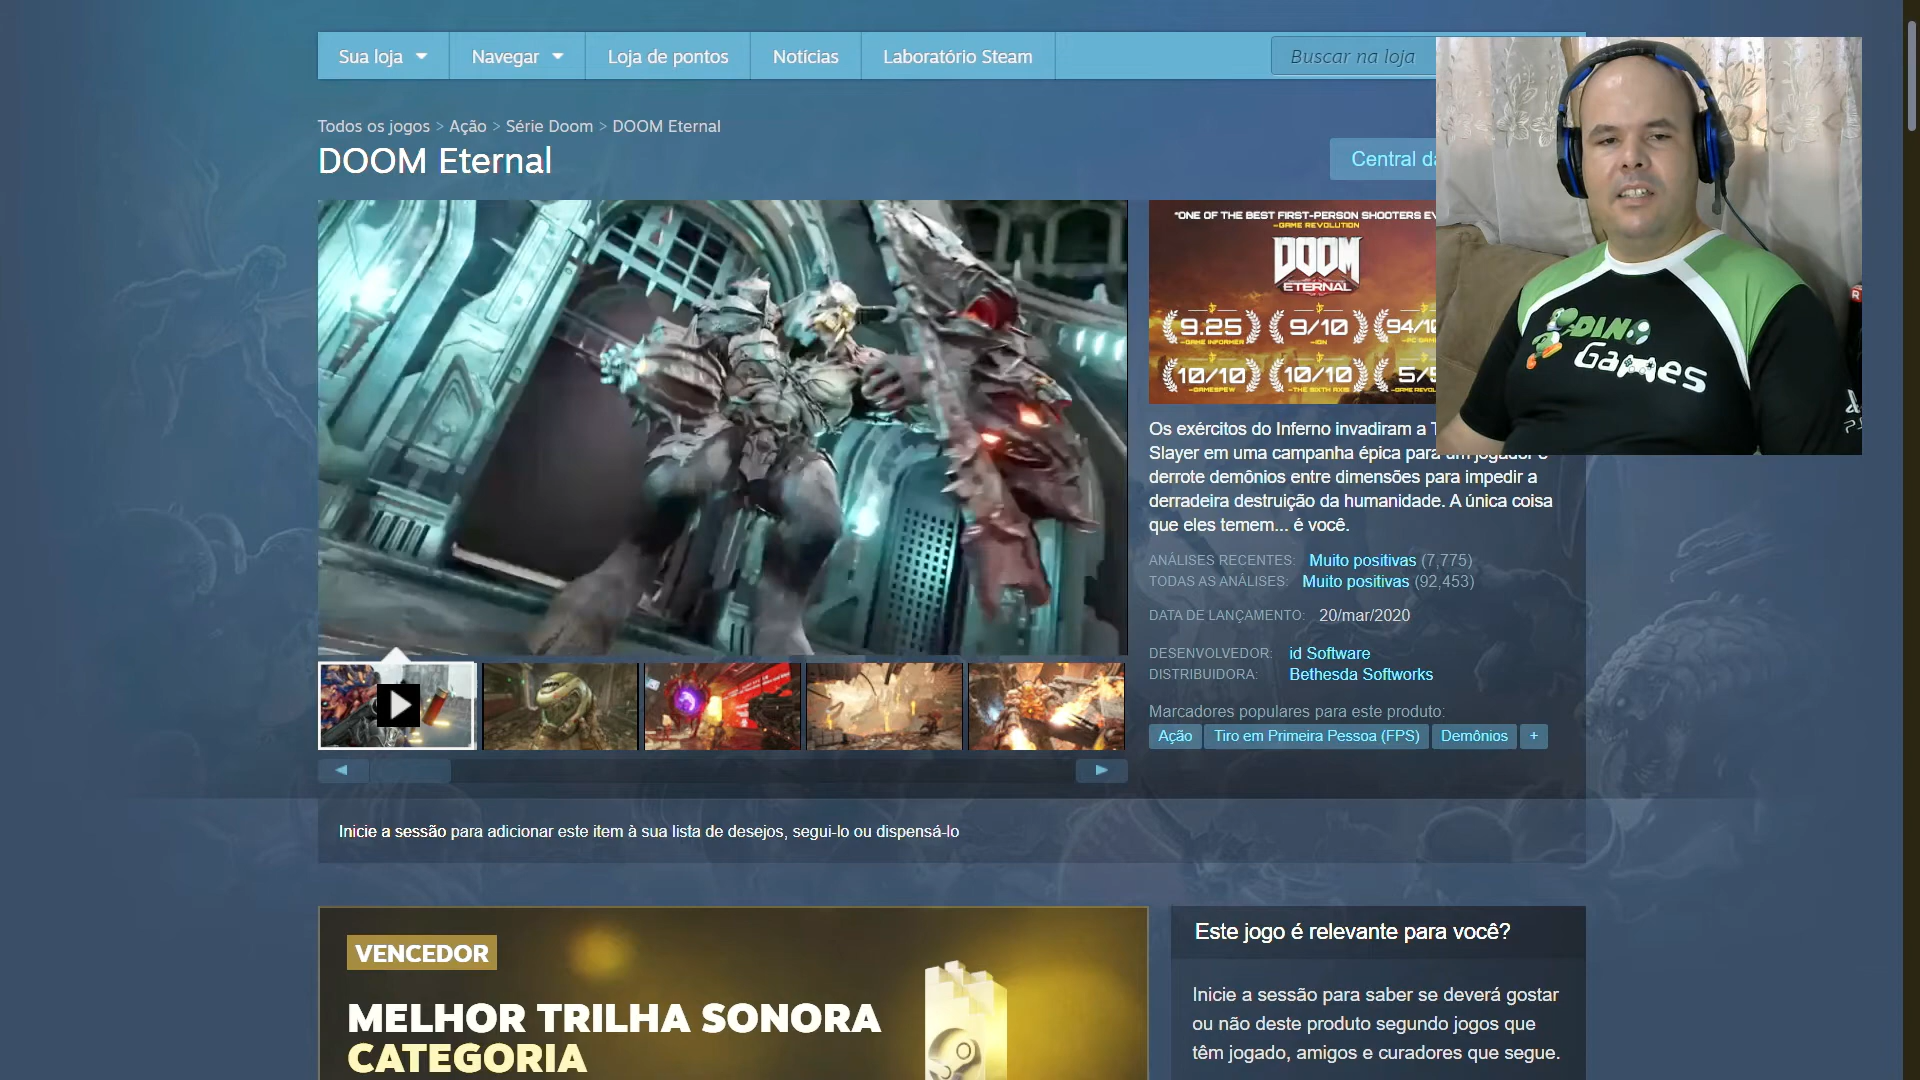 Sua loja
Navegar
Loja de pontos
Notícias
Laboratório Steam
Buscar na loja
Todos os jogos > Ação > Série Doom > DOOM Eternal
DOOM Eternal
Central
"ONE OF THE BEST FIRST-PERSON SHOOTERS
–GAME REVOLUTION
DOOM
ETERNAL
9.25 9/10
–GAME INFORMER –IGN
10/10 10/10 5/5
–GAMESPEW –THE SIXTH AXIS
DINO
GAMES
Os exércitos do Inferno invadiram a
Slayer em uma campanha épica para um jogador e
derrote demônios entre dimensões para impedir a
derradeira destruição da humanidade. A única coisa
que eles temem... é você.
ANÁLISES RECENTES: Muito positivas (7,775)
TODAS AS ANÁLISES: Muito positivas (92,453)
DATA DE LANÇAMENTO: 20/mar/2020
DESENVOLVEDOR: id Software
DISTRIBUIDORA: Bethesda Softworks
Marcadores populares para este produto:
Ação Tiro em Primeira Pessoa (FPS) Demônios +
Inicie a sessão para adicionar este item à sua lista de desejos, segui-lo ou dispensá-lo
VENCEDOR
MELHOR TRILHA SONORA
CATEGORIA
Este jogo é relevante para você?
Inicie a sessão para saber se deverá gostar
ou não deste produto segundo jogos que
têm jogado, amigos e curadores que segue.